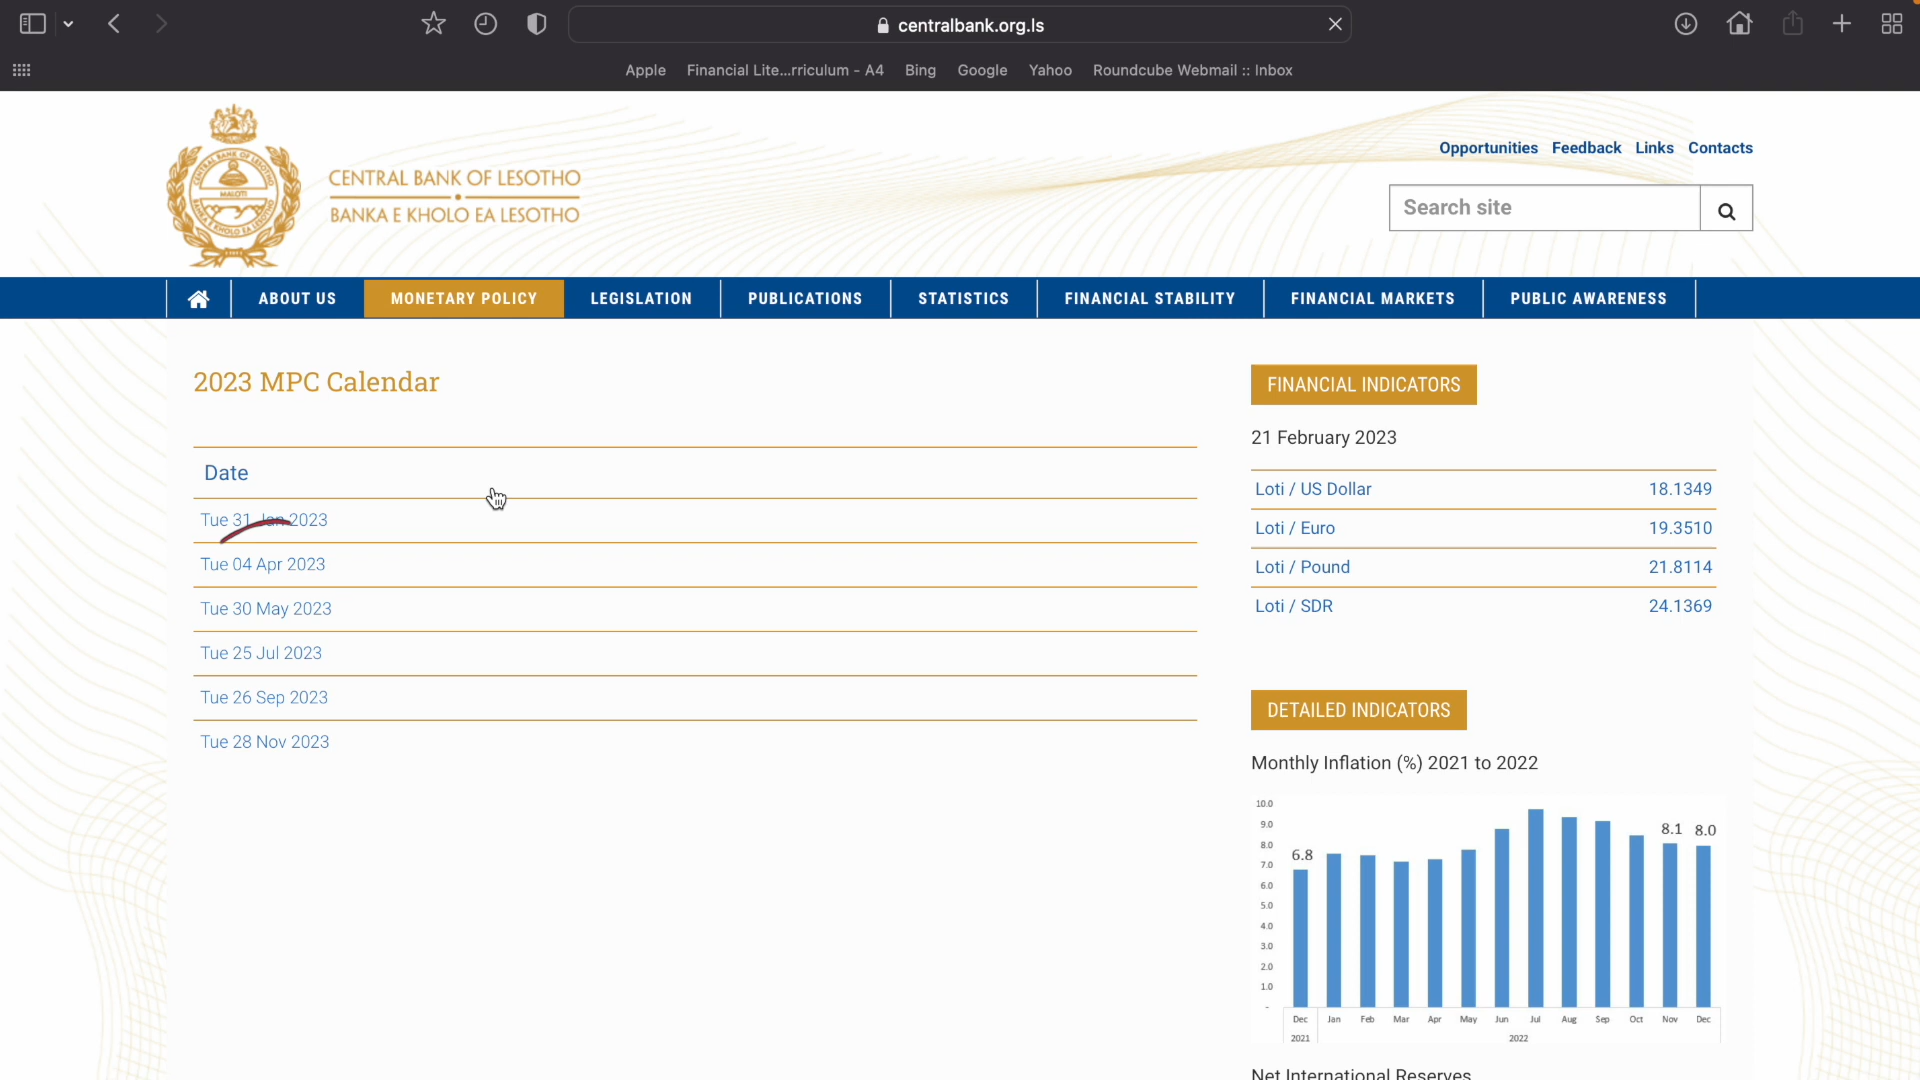 centralbank.org.ls
Apple Financial Lite...rriculum - A4 Bing Google Yahoo Roundcube Webmail :: Inbox
MALOTI
CENTRAL BANK OF LESOTHO
BANKA E KHOLO EA LESOTHO
Opportunities Feedback Links Contacts
Search site
ABOUT US MONETARY POLICY LEGISLATION PUBLICATIONS STATISTICS FINANCIAL STABILITY FINANCIAL MARKETS PUBLIC AWARENESS
2023 MPC Calendar
Date
Tue 31 Jan 2023
Tue 04 Apr 2023
Tue 30 May 2023
Tue 25 Jul 2023
Tue 26 Sep 2023
Tue 28 Nov 2023
FINANCIAL INDICATORS
21 February 2023
Loti / US Dollar 18.1349
Loti / Euro 19.3510
Loti / Pound 21.8114
Loti / SDR 24.1369
DETAILED INDICATORS
Monthly Inflation (%) 2021 to 2022
10.0
9.0
8.0
7.0
6.0
5.0
4.0
3.0
2.0
1.0
-
6.8 8.1 8.0
Dec Jan Feb Mar Apr May Jun Jul Aug Sep Oct Nov Dec
2021 2022
Net International Reserves